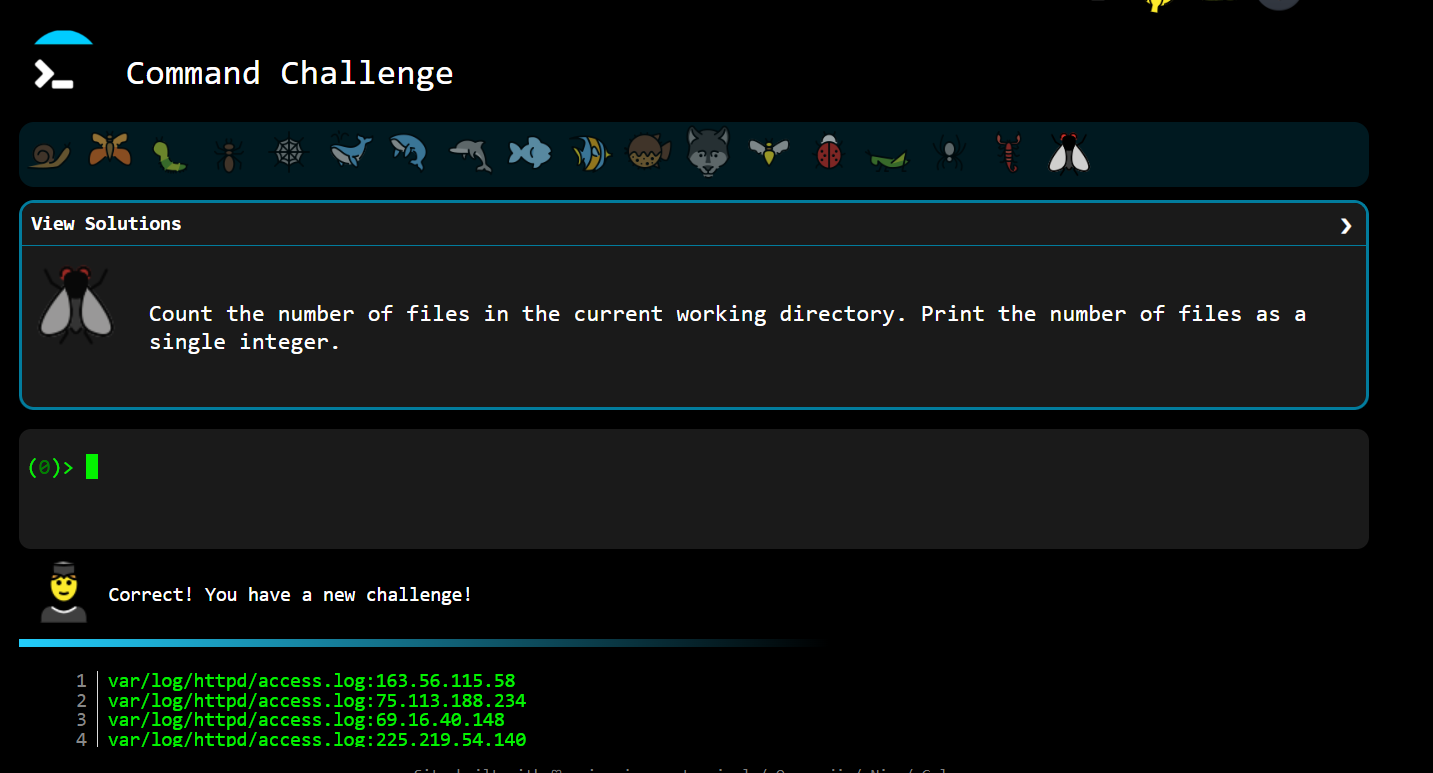 Command Challenge
View Solutions
Count the number of files in the current working directory. Print the number of files as a
single integer.
(0)>
Correct! You have a new challenge!
1 var/log/httpd/access.log:163.56.115.58
2 var/log/httpd/access.log:75.113.188.234
3 var/log/httpd/access.log:69.16.40.148
4 var/log/httpd/access.log:225.219.54.140